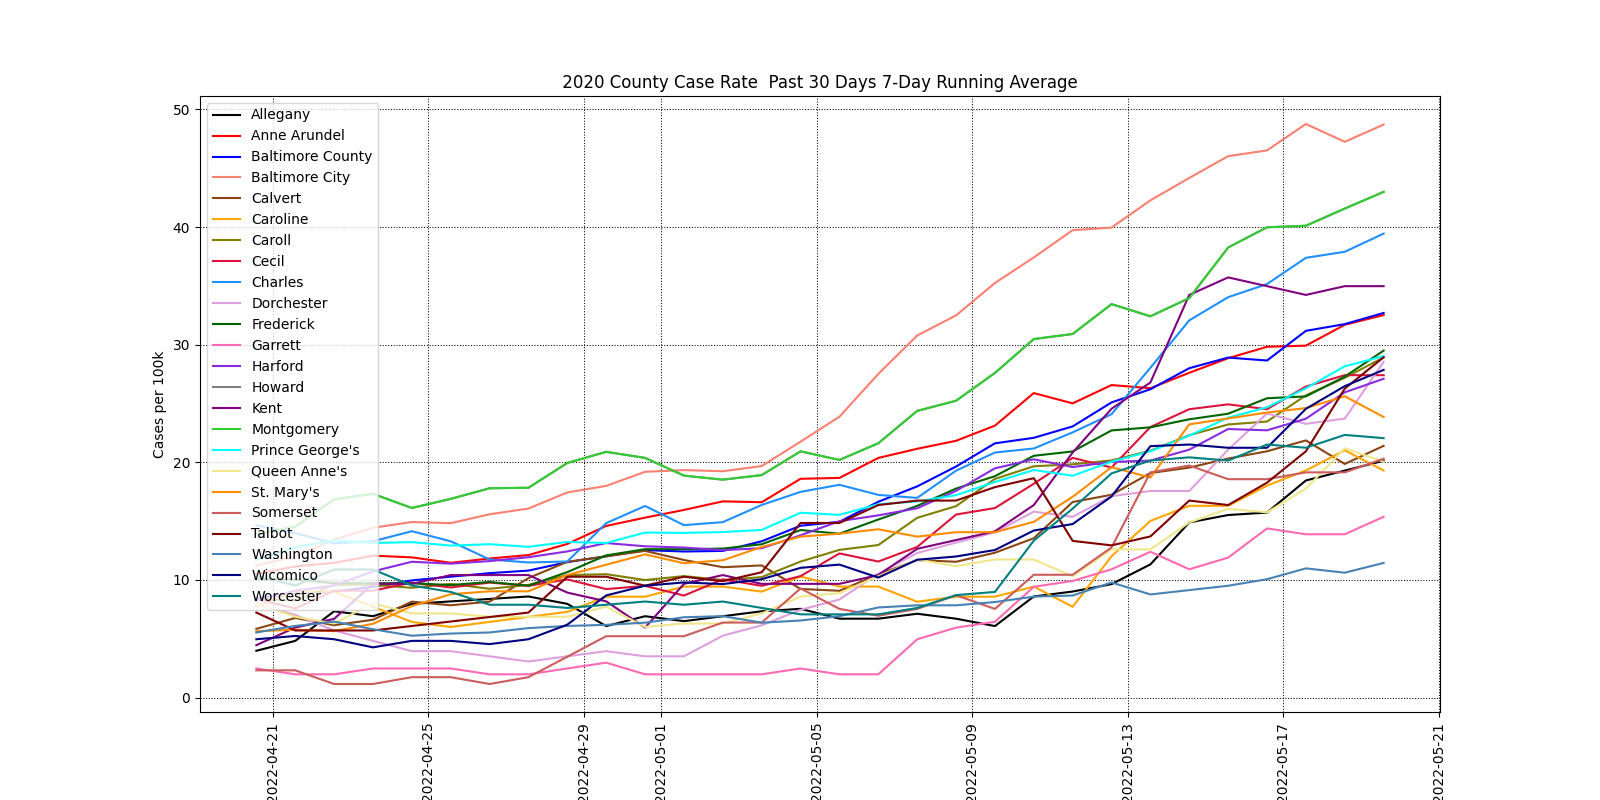 2020 County Case Rate  Past 30 Days 7-Day Running Average
Cases per 100k
50
40
30
20
10
0
Allegany
Anne Arundel
Baltimore County
Baltimore City
Calvert
Caroline
Caroll
Cecil
Charles
Dorchester
Frederick
Garrett
Harford
Howard
Kent
Montgomery
Prince George's
Queen Anne's
St. Mary's
Somerset
Talbot
Washington
Wicomico
Worcester
2022-04-21
2022-04-25
2022-04-29
2022-05-01
2022-05-05
2022-05-09
2022-05-13
2022-05-17
2022-05-21